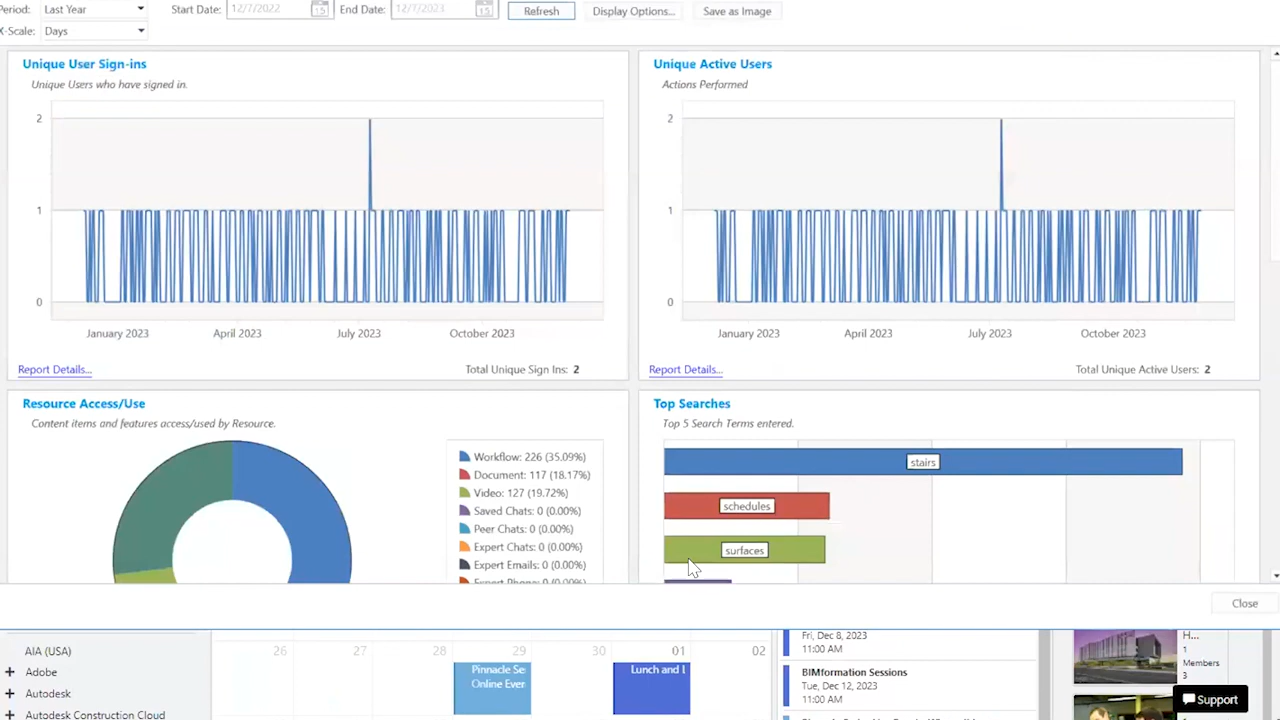 Period: Last Year Start Date: 12/7/2022 15 End Date: 12/7/2023 15 Refresh Display Options... Save as Image
X-Scale: Days
Unique User Sign-ins
Unique Users who have signed in.
2
1
0
January 2023 April 2023 July 2023 October 2023
Report Details... Total Unique Sign Ins: 2
Unique Active Users
Actions Performed
2
1
0
January 2023 April 2023 July 2023 October 2023
Report Details... Total Unique Active Users: 2
Resource Access/Use
Content items and features access/used by Resource.
Workflow: 226 (35.09%)
Document: 117 (18.17%)
Video: 127 (19.72%)
Saved Chats: 0 (0.00%)
Peer Chats: 0 (0.00%)
Expert Chats: 0 (0.00%)
Expert Emails: 0 (0.00%)
Expert Phone: 0 (0.00%)
Top Searches
Top 5 Search Terms entered.
stairs
schedules
surfaces
Close
AIA (USA)
+ Adobe
+ Autodesk
+ Autodesk Construction Cloud
26 27 28 29 30 01 02
Pinnacle Se
Online Ever
Lunch and L
Fri, Dec 8, 2023
11:00 AM
BIMformation Sessions
Tue, Dec 12, 2023
11:00 AM
H...
1
Members
3
Support